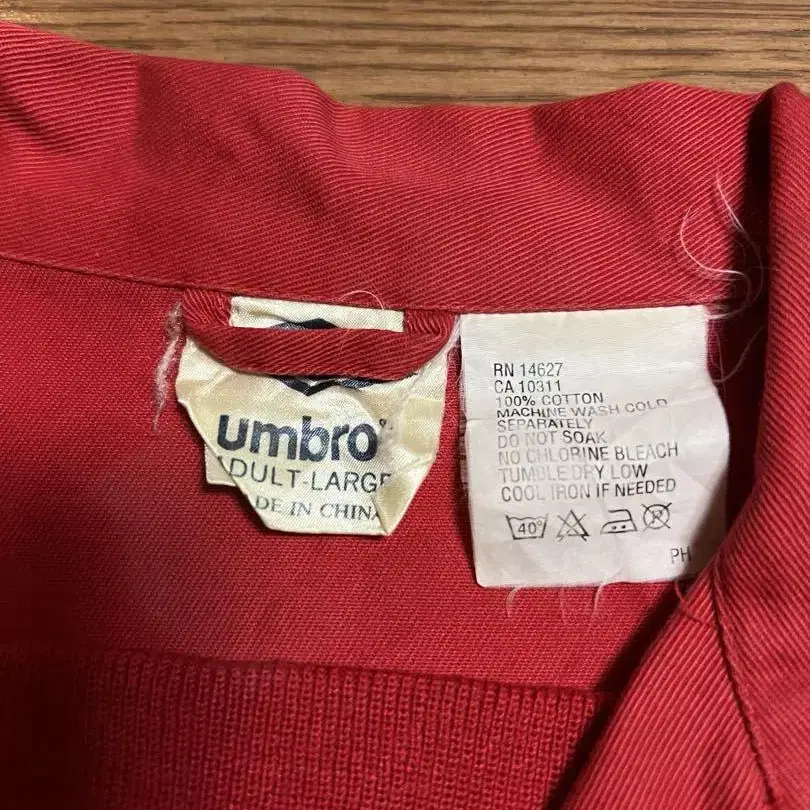 umbro®
ADULT-LARGE
MADE IN CHINA
RN 14627
CA 10311
100% COTTON
MACHINE WASH COLD
SEPARATELY
DO NOT SOAK
NO CHLORINE BLEACH
TUMBLE DRY LOW
COOL IRON IF NEEDED
40°
PH